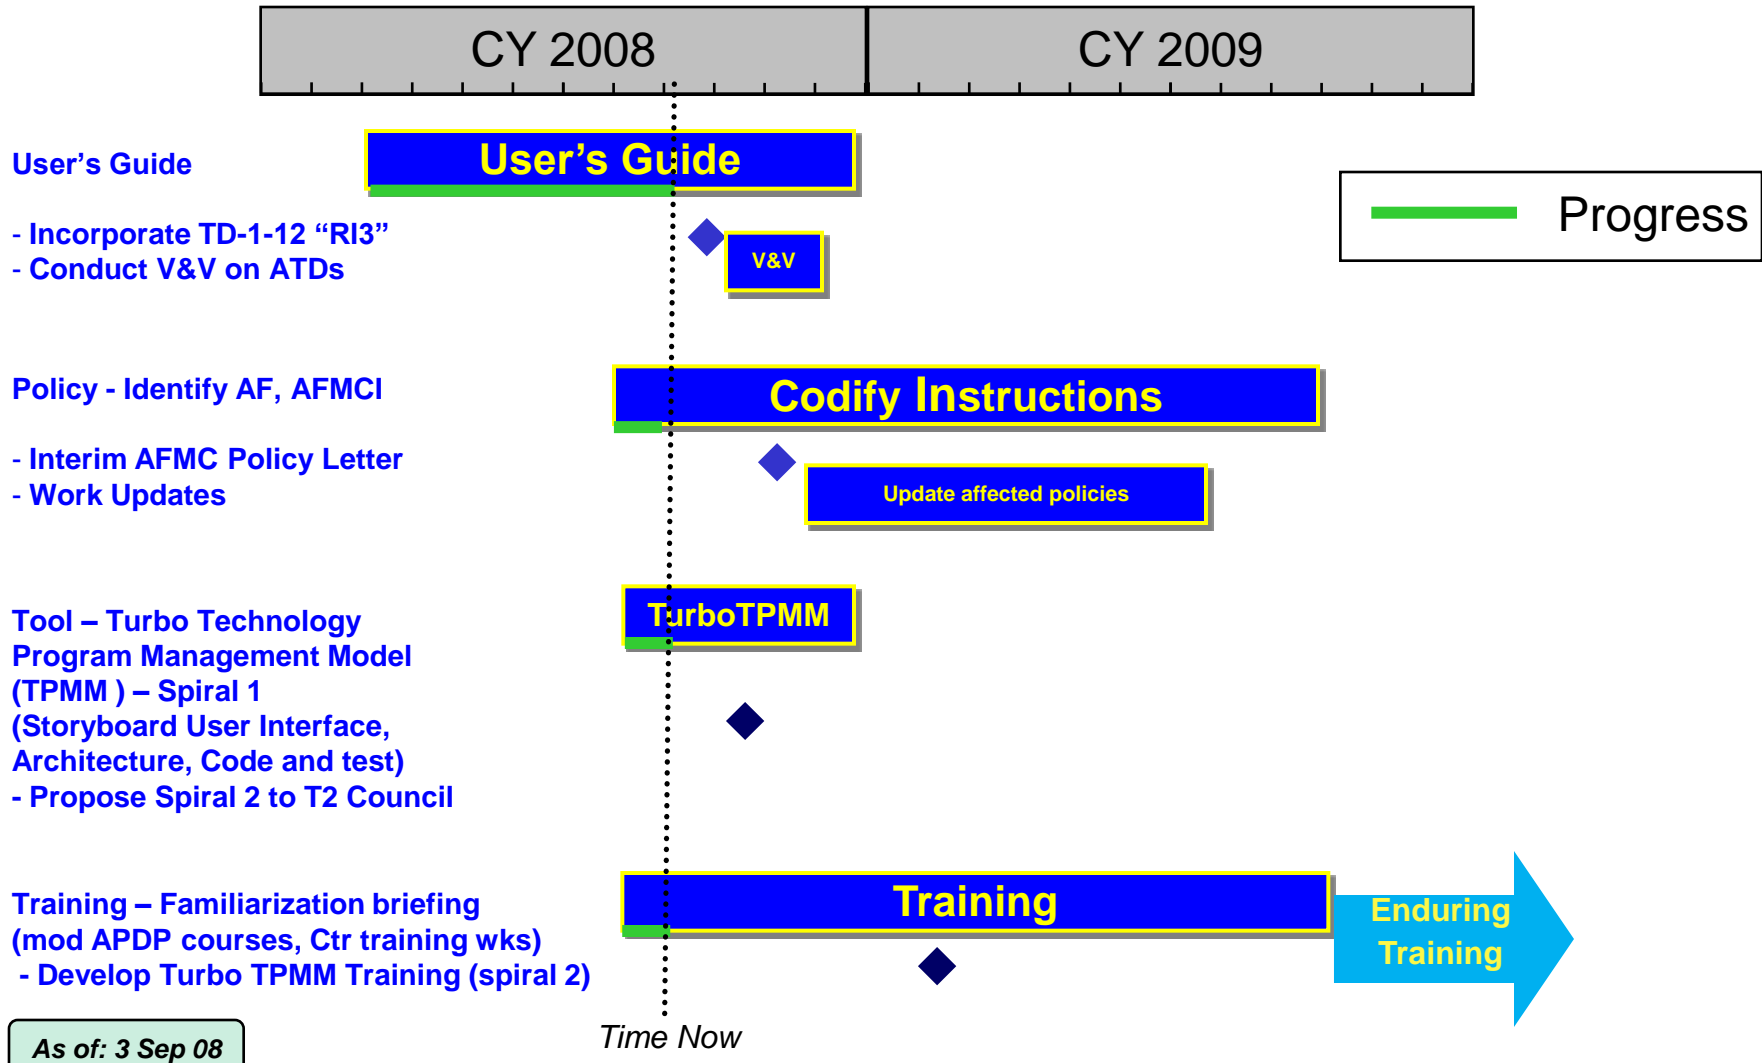 CY 2008
CY 2009
User’s Guide
User’s Guide
Progress
- Incorporate TD-1-12 “RI3”
- Conduct V&V on ATDs
V&V
Policy - Identify AF, AFMCI
Codify Instructions
- Interim AFMC Policy Letter
- Work Updates
Update affected policies
Tool – Turbo Technology
Program Management Model
(TPMM ) – Spiral 1
(Storyboard User Interface,
Architecture, Code and test)
- Propose Spiral 2 to T2 Council
TurboTPMM
Training – Familiarization briefing
(mod APDP courses, Ctr training wks)
- Develop Turbo TPMM Training (spiral 2)
Training
Enduring
Training
Time Now
As of: 3 Sep 08